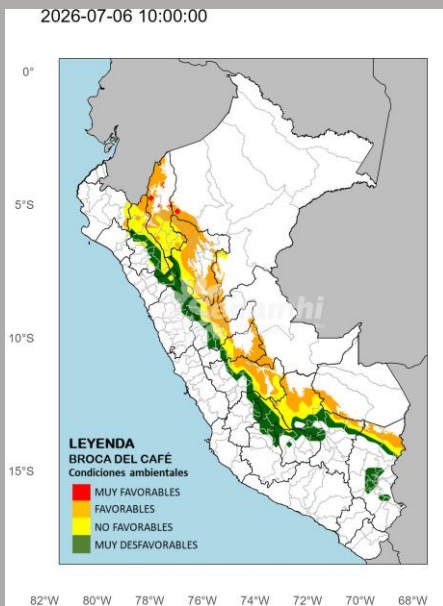 2026-07-06 10:00:00
0°
5°S
10°S
15°S
senamhi
LEYENDA
BROCA DEL CAFÉ
Condiciones ambientales
MUY FAVORABLES
FAVORABLES
NO FAVORABLES
MUY DESFAVORABLES
82°W 80°W 78°W 76°W 74°W 72°W 70°W 68°W